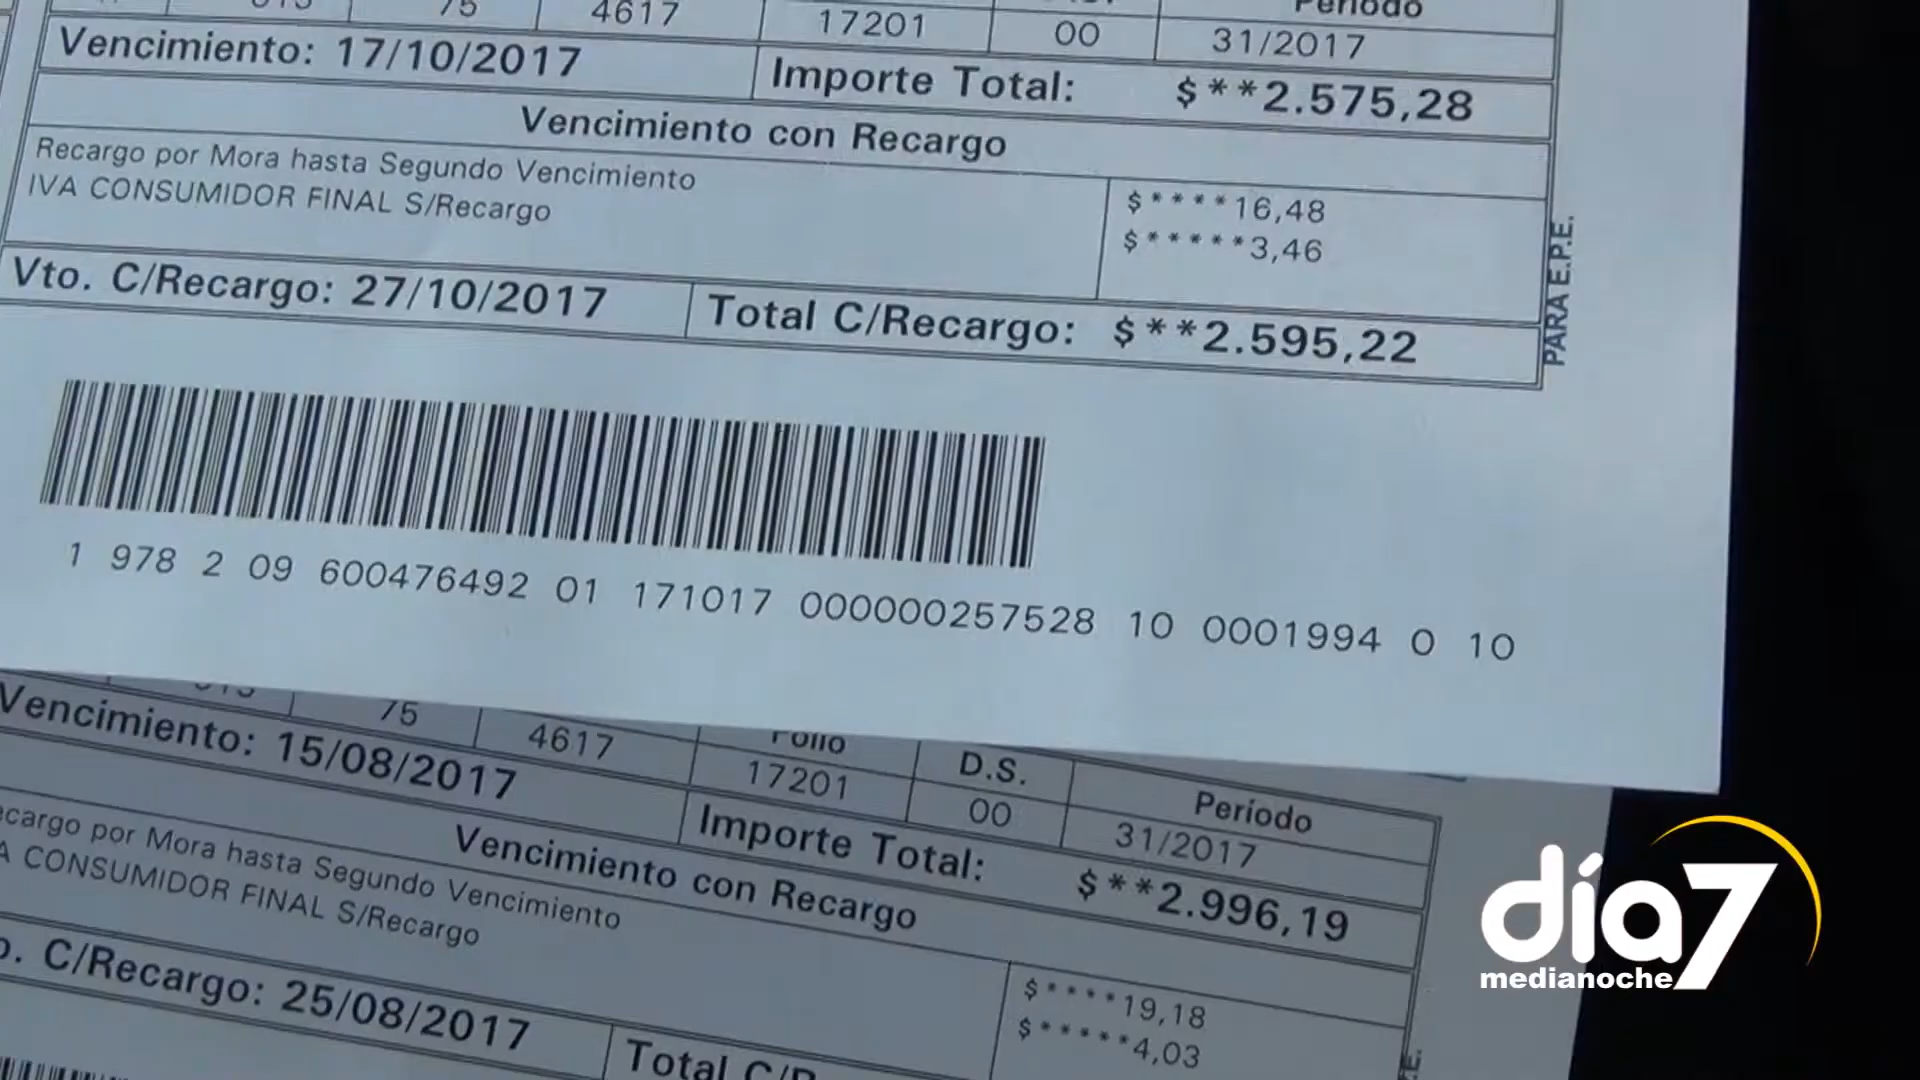 75 4617 17201 00 31/2017
Período
Vencimiento: 17/10/2017 Importe Total: $**2.575,28
Vencimiento con Recargo
Recargo por Mora hasta Segundo Vencimiento $****16,48
IVA CONSUMIDOR FINAL S/Recargo $*****3,46
Vto. C/Recargo: 27/10/2017 Total C/Recargo: $**2.595,22
PARA E.P.E.
1 978 2 09 600476492 01 171017 000000257528 10 0001994 0 10
Folio D.S. Período
75 4617 17201 00 31/2017
Vencimiento: 15/08/2017 Importe Total: $**2.996,19
Vencimiento con Recargo
ecargo por Mora hasta Segundo Vencimiento $****19,18
A CONSUMIDOR FINAL S/Recargo $*****4,03
o. C/Recargo: 25/08/2017 Total C/R
día7
medianoche